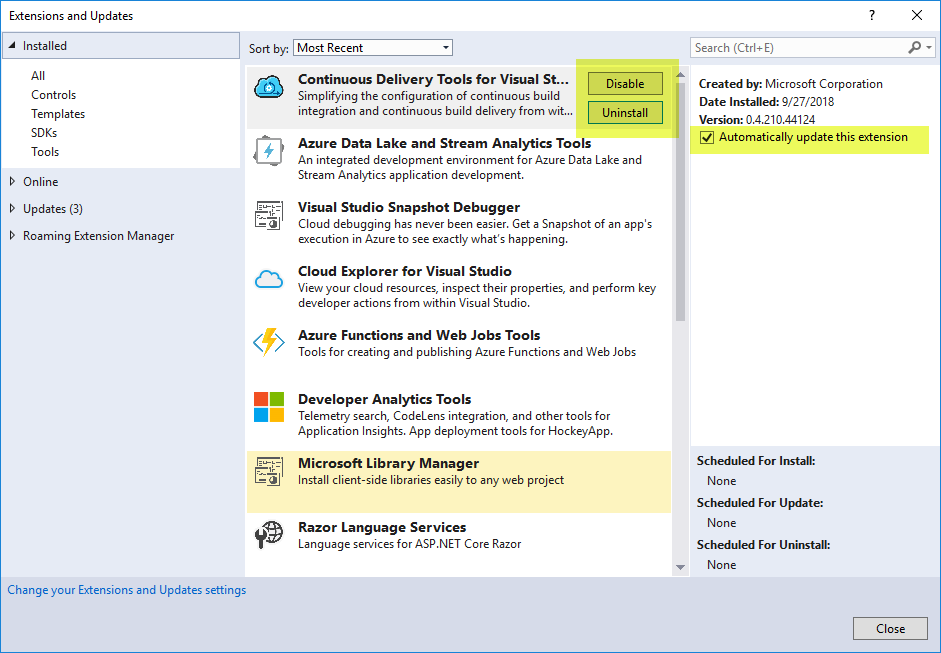 Extensions and Updates
?
Installed
All
Controls
Templates
SDKs
Tools
Online
Updates (3)
Roaming Extension Manager
Sort by: Most Recent
Continuous Delivery Tools for Visual St...
Simplifying the configuration of continuous build
integration and continuous build delivery from wit...
Disable
Uninstall
Azure Data Lake and Stream Analytics Tools
An integrated development environment for Azure Data Lake and
Stream Analytics application development.
Visual Studio Snapshot Debugger
Cloud debugging has never been easier. Get a Snapshot of an app's
execution in Azure to see exactly what's happening.
Cloud Explorer for Visual Studio
View your cloud resources, inspect their properties, and perform key
developer actions from within Visual Studio.
Azure Functions and Web Jobs Tools
Tools for creating and publishing Azure Functions and Web Jobs
Developer Analytics Tools
Telemetry search, CodeLens integration, and other tools for
Application Insights. App deployment tools for HockeyApp.
Microsoft Library Manager
Install client-side libraries easily to any web project
Razor Language Services
Language services for ASP.NET Core Razor
Search (Ctrl+E)
Created by: Microsoft Corporation
Date Installed: 9/27/2018
Version: 0.4.210.44124
Automatically update this extension
Scheduled For Install:
None
Scheduled For Update:
None
Scheduled For Uninstall:
None
Change your Extensions and Updates settings
Close